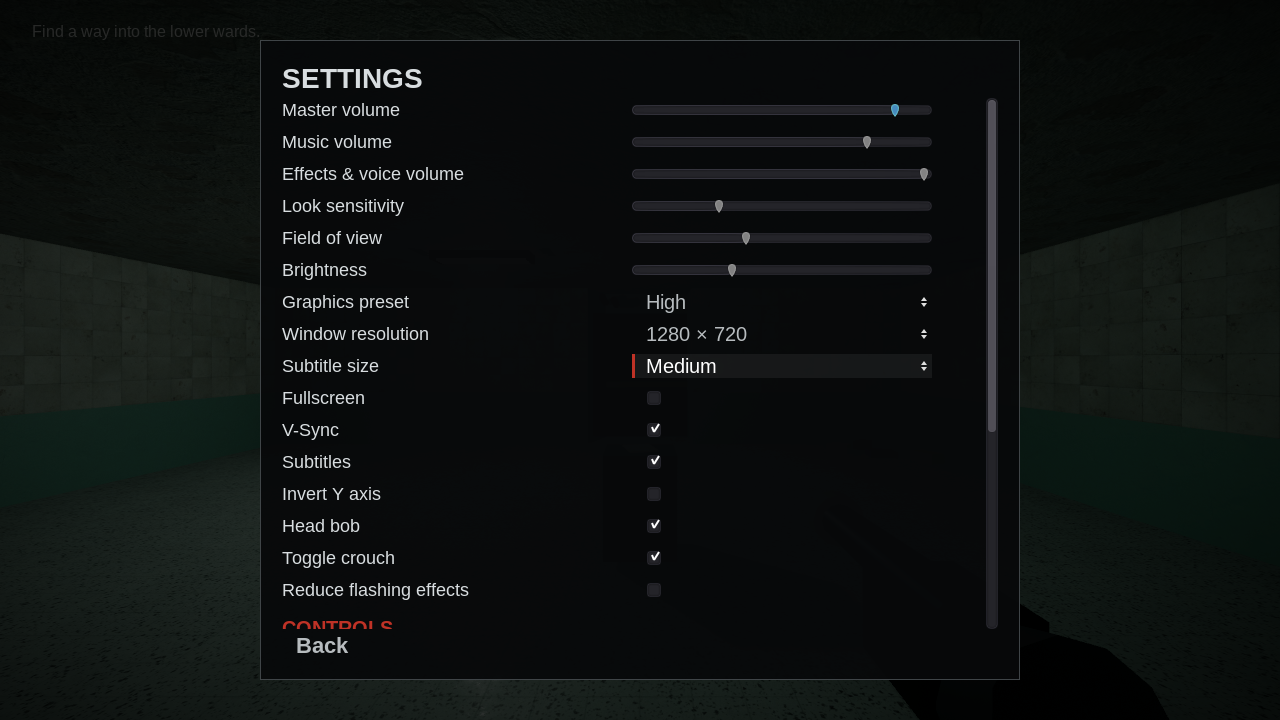 Find a way into the lower wards.
SETTINGS
Master volume
Music volume
Effects & voice volume
Look sensitivity
Field of view
Brightness
Graphics preset High
Window resolution 1280 × 720
Subtitle size Medium
Fullscreen
V-Sync
Subtitles
Invert Y axis
Head bob
Toggle crouch
Reduce flashing effects
CONTROLS
Back